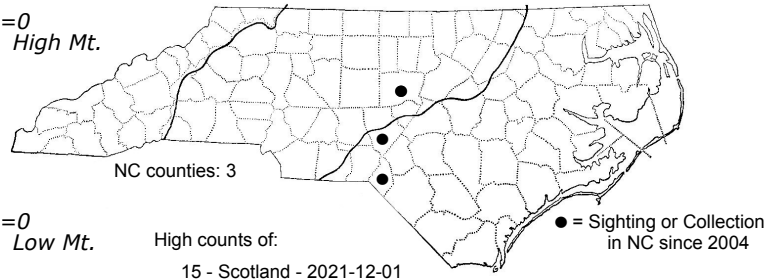 =0
High Mt.
NC counties: 3
=0
Low Mt.
High counts of:
15 - Scotland - 2021-12-01
● = Sighting or Collection
in NC since 2004